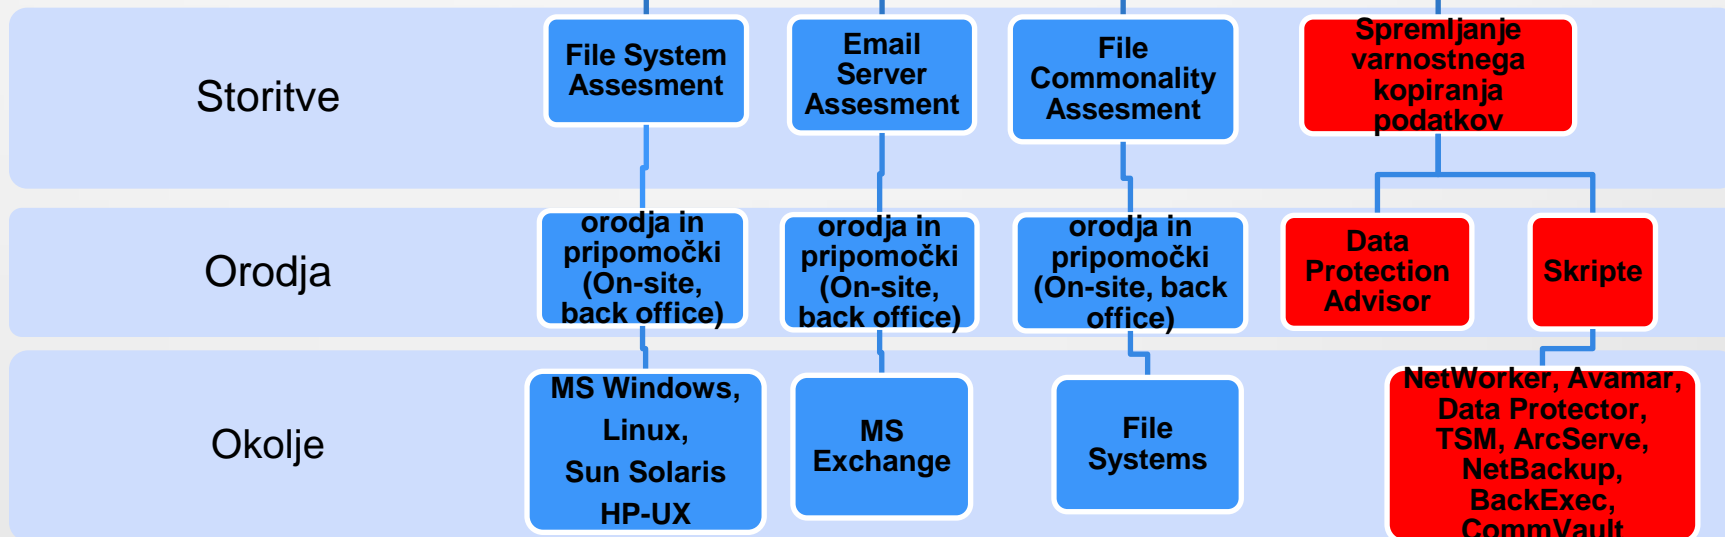 Storitve
File System
Assesment
Email
Server
Assesment
File
Commonality
Assesment
Spremljanje
varnostnega
kopiranja
podatkov
Orodja
orodja in
pripomočki
(On-site,
back office)
orodja in
pripomočki
(On-site,
back office)
orodja in
pripomočki
(On-site, back
office)
Data
Protection
Advisor
Skripte
Okolje
MS Windows,
Linux,
Sun Solaris
HP-UX
MS
Exchange
File
Systems
NetWorker, Avamar,
Data Protector,
TSM, ArcServe,
NetBackup,
BackExec,
CommVault